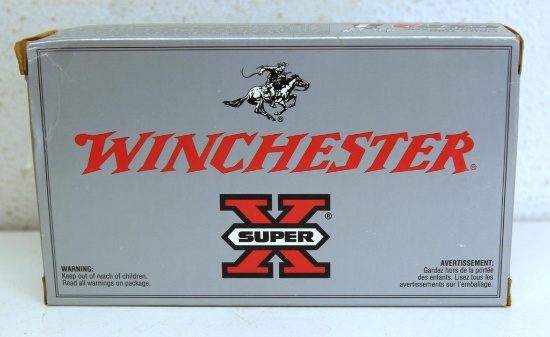 WINCHESTER®
X
SUPER
®
WARNING:
Keep out of reach of children.
Read all warnings on package.
AVERTISSEMENT:
Gardez hors de la portée
des enfants. Lisez tous les
avertissements sur l'emballage.